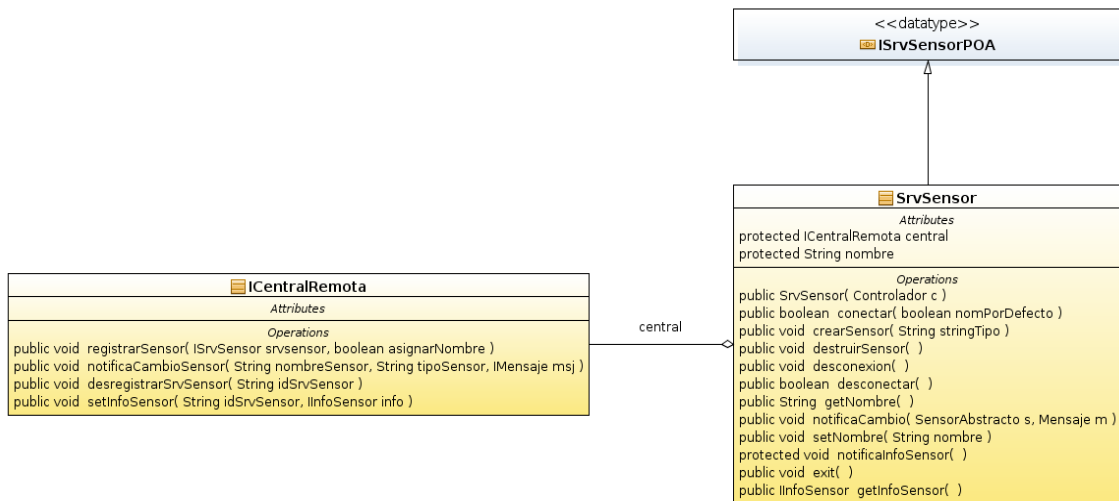 <<datatype>>
ISrvSensorPOA
SrvSensor
Attributes
protected ICentralRemota central
protected String nombre
Operations
public SrvSensor( Controlador c )
public boolean conectar( boolean nomPorDefecto )
public void crearSensor( String stringTipo )
public void destruirSensor( )
public void desconexion( )
public boolean desconectar( )
public String getNombre( )
public void notificaCambio( SensorAbstracto s, Mensaje m )
public void setNombre( String nombre )
protected void notificaInfoSensor( )
public void exit( )
public IInfoSensor getInfoSensor( )
central
ICentralRemota
Attributes
Operations
public void registrarSensor( ISrvSensor srvsensor, boolean asignarNombre )
public void notificaCambioSensor( String nombreSensor, String tipoSensor, IMensaje msj )
public void desregistrarSrvSensor( String idSrvSensor )
public void setInfoSensor( String idSrvSensor, IInfoSensor info )